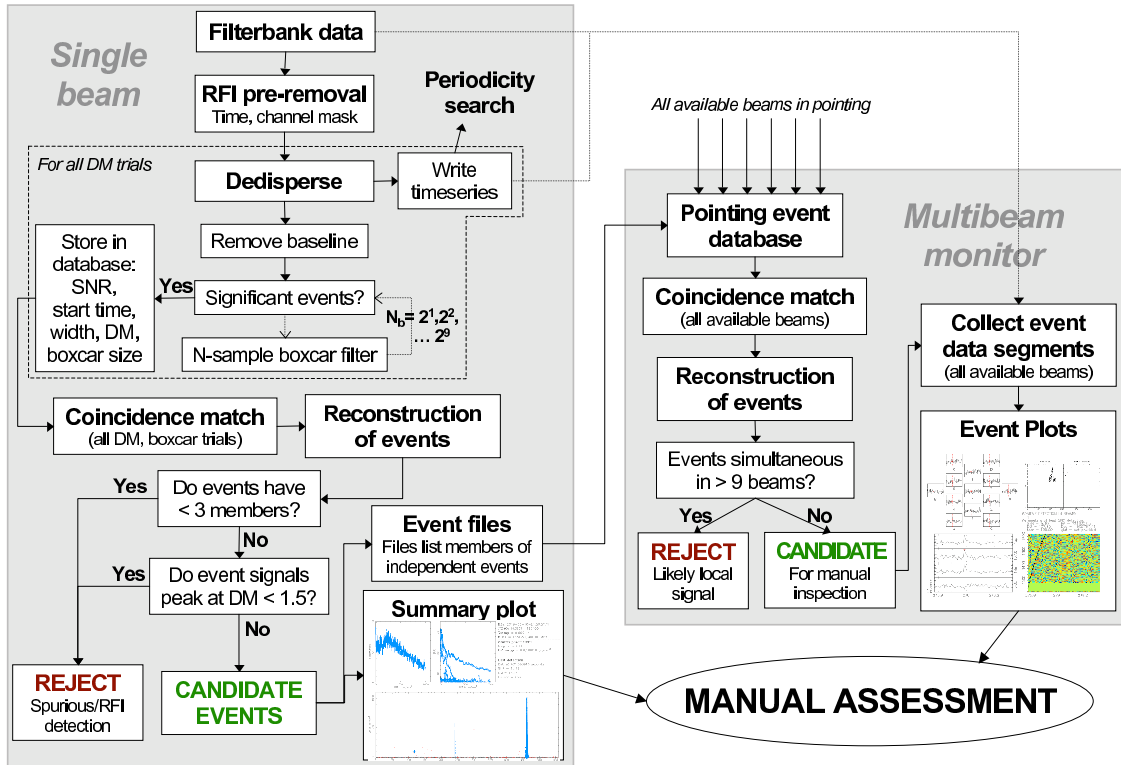 Single
beam
Filterbank data
RFI pre-removal
Time, channel mask
Periodicity
search
For all DM trials
Dedisperse
Write
timeseries
Remove baseline
Store in
database:
SNR,
start time,
width, DM,
boxcar size
Yes
Significant events?
N_b= 2^1,2^2,
... 2^9
N-sample boxcar filter
Coincidence match
(all DM, boxcar trials)
Reconstruction
of events
Yes
Do events have
< 3 members?
No
Yes
Do event signals
peak at DM < 1.5?
No
REJECT
Spurious/RFI
detection
CANDIDATE
EVENTS
Event files
Files list members of
independent events
Summary plot
All available beams in pointing
Multibeam
monitor
Pointing event
database
Coincidence match
(all available beams)
Reconstruction
of events
Events simultaneous
in > 9 beams?
Yes
No
REJECT
Likely local
signal
CANDIDATE
For manual
inspection
Collect event
data segments
(all available beams)
Event Plots
MANUAL ASSESSMENT